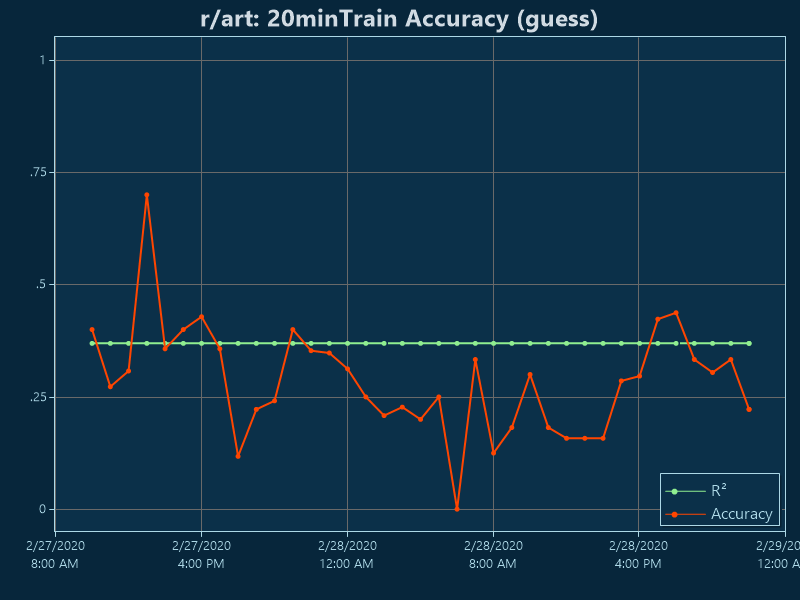 r/art: 20minTrain Accuracy (guess)
1
.75
.5
.25
0
R²
Accuracy
2/27/2020 2/27/2020 2/28/2020 2/28/2020 2/28/2020 2/29/20
8:00 AM 4:00 PM 12:00 AM 8:00 AM 4:00 PM 12:00 A